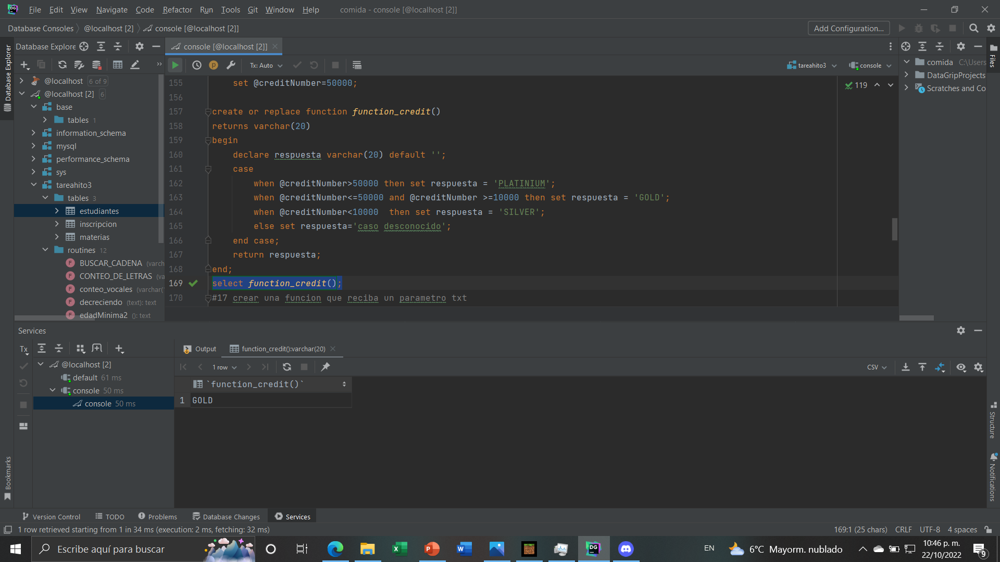 File Edit View Navigate Code Refactor Run Tools Git Window Help comida - console [@localhost [2]]
Database Consoles @localhost [2] console [@localhost [2]] Add Configuration...
Database Explore console [@localhost [2]]
Tx: Auto tareahito3 console
Database Explorer
@localhost 6 of 9
@localhost [2] 6
base
tables 1
information_schema
mysql
performance_schema
sys
tareahito3
tables 3
estudiantes
inscripcion
materias
routines 12
BUSCAR_CADENA (varch
CONTEO_DE_LETRAS (va
conteo_vocales (varchar(
decreciendo (text): text
edadMinima2 (): text
155 set @creditNumber=50000;
156
157 create or replace function function_credit()
158 returns varchar(20)
159 begin
160 declare respuesta varchar(20) default '';
161 case
162 when @creditNumber>50000 then set respuesta = 'PLATINIUM';
163 when @creditNumber<=50000 and @creditNumber >=10000 then set respuesta = 'GOLD';
164 when @creditNumber<10000  then set respuesta = 'SILVER';
165 else set respuesta='caso desconocido';
166 end case;
167 return respuesta;
168 end;
169 select function_credit();
170 #17 crear una funcion que reciba un parametro txt
119
comida C:\Users
DataGripProjects
Scratches and Co
Files
Structure
Notifications
Bookmarks
Services
Tx
@localhost [2]
default 61 ms
console 50 ms
console 50 ms
Output function_credit():varchar(20)
1 row CSV
`function_credit()`
1 GOLD
Version Control TODO Problems Database Changes Services
1 row retrieved starting from 1 in 34 ms (execution: 2 ms, fetching: 32 ms) 169:1 (25 chars) CRLF UTF-8 4 spaces
Escribe aquí para buscar EN 6°C Mayorm. nublado 10:46 p. m.
22/10/2022
9